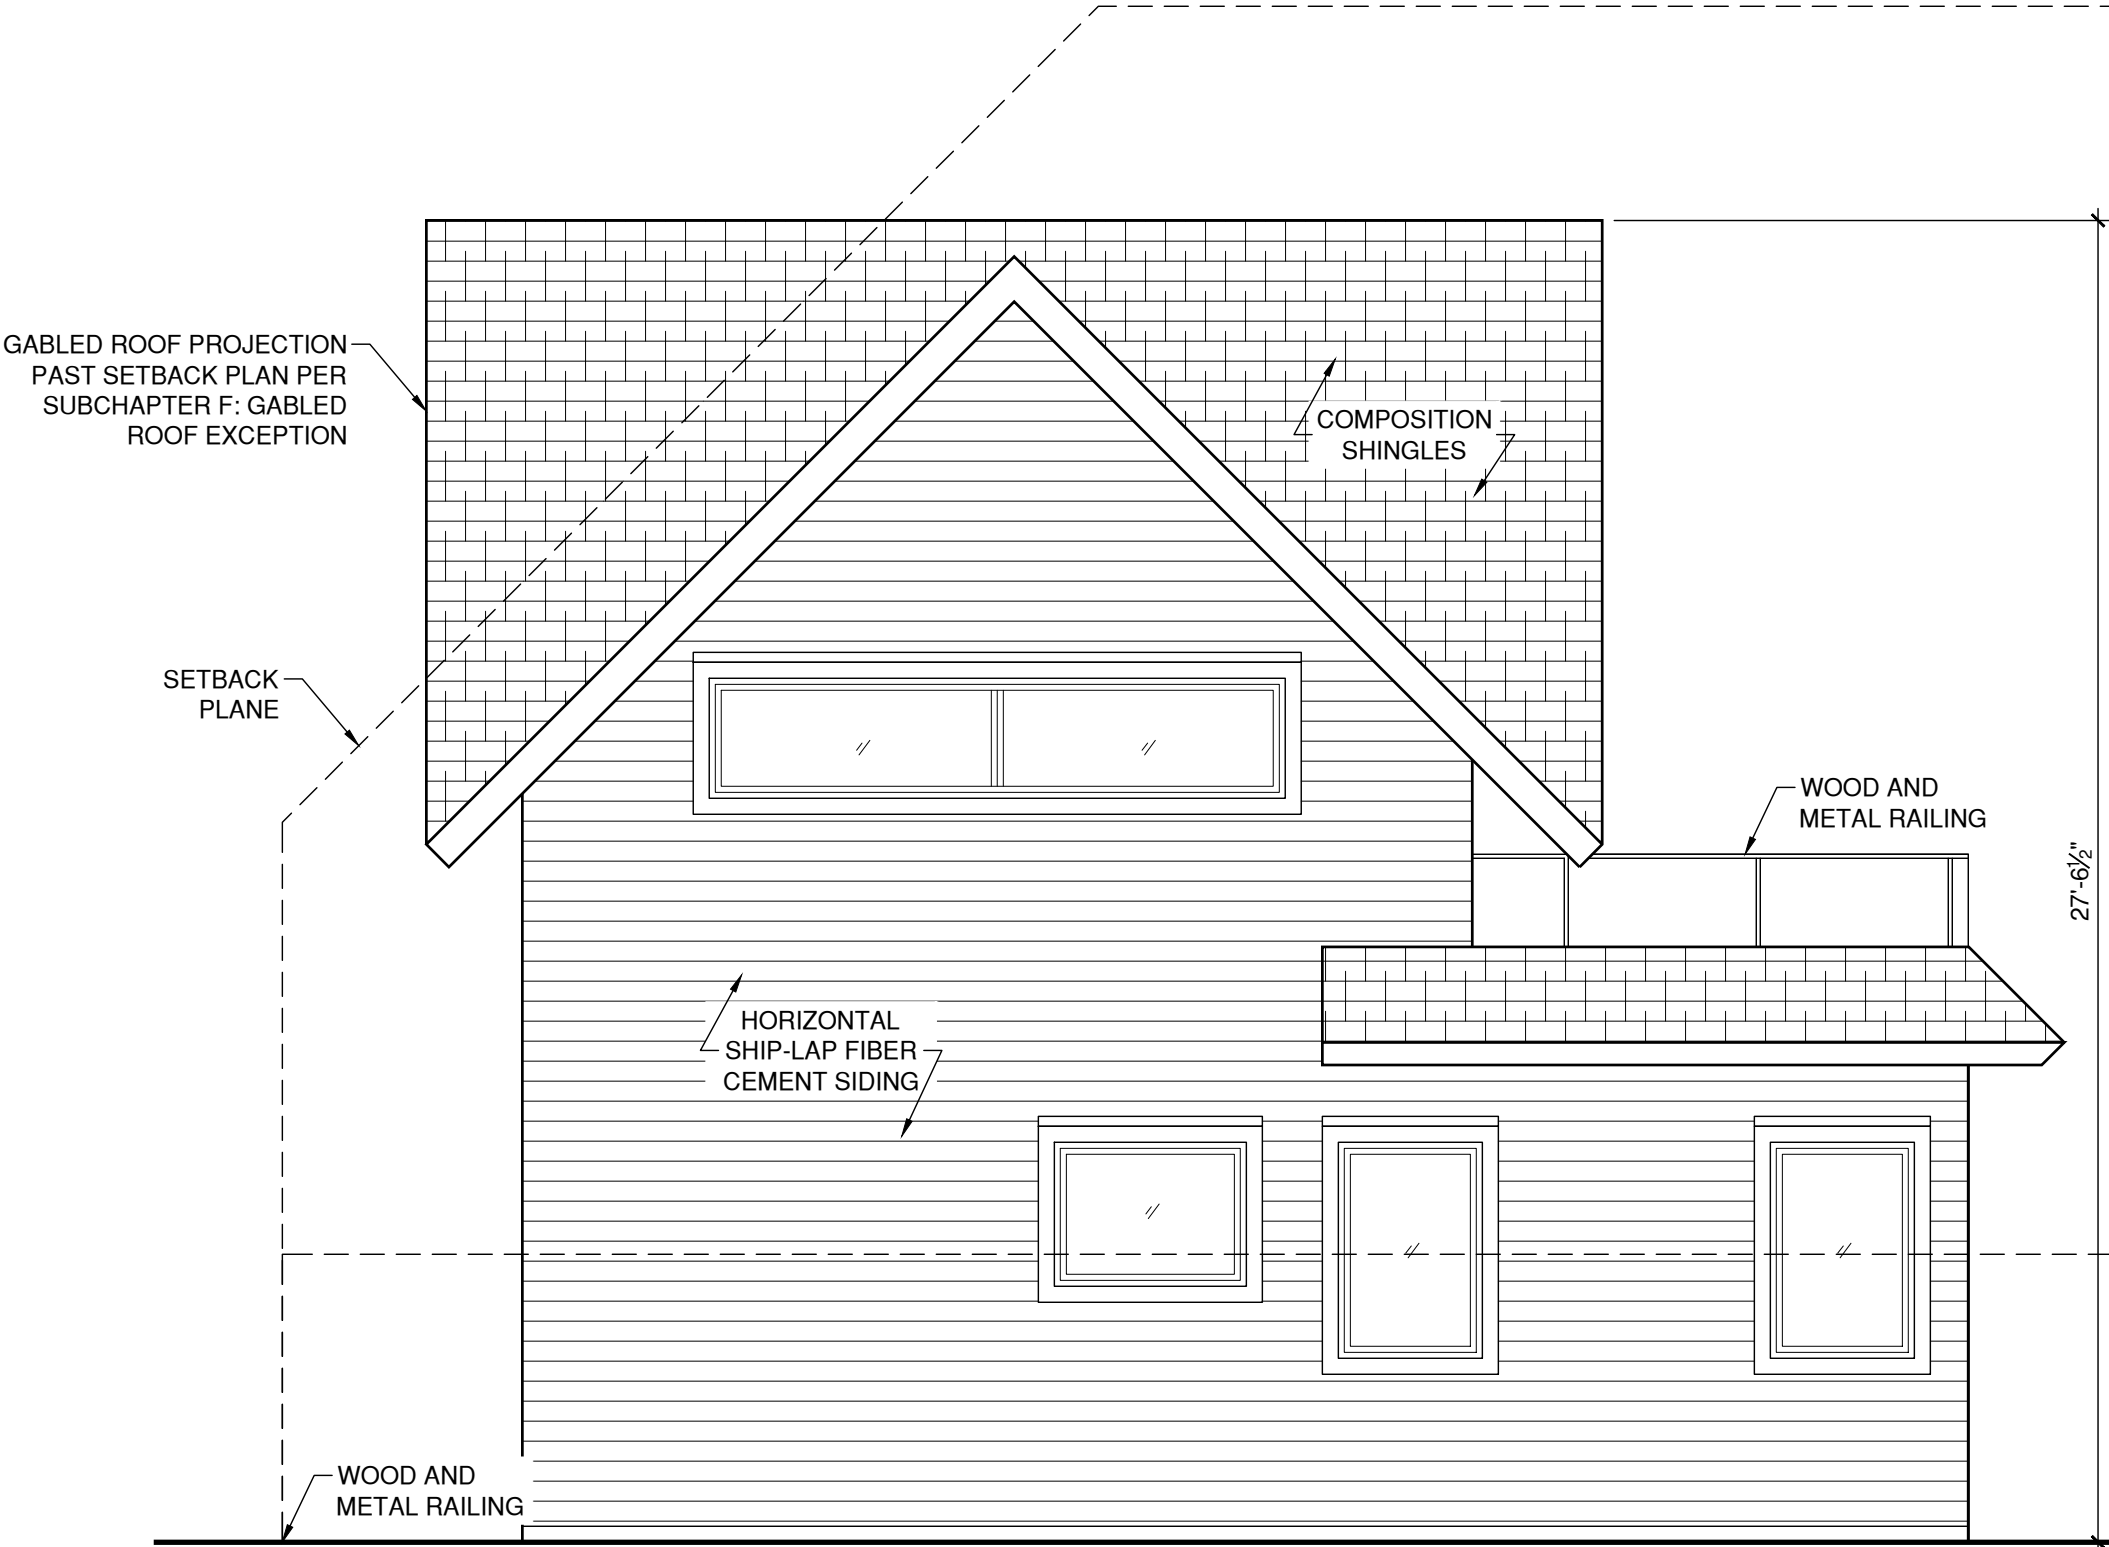 GABLED ROOF PROJECTION
PAST SETBACK PLAN PER
SUBCHAPTER F: GABLED
ROOF EXCEPTION
COMPOSITION
SHINGLES
SETBACK
PLANE
WOOD AND
METAL RAILING
27'-6½"
HORIZONTAL
SHIP-LAP FIBER
CEMENT SIDING
WOOD AND
METAL RAILING